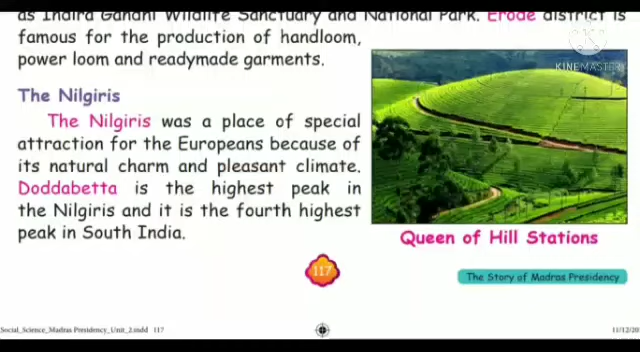 as Indira Gandhi Wildlife Sanctuary and National Park. Erode district is
famous for the production of handloom,
power loom and readymade garments.
KINEMASTER
The Nilgiris
The Nilgiris was a place of special
attraction for the Europeans because of
its natural charm and pleasant climate.
Doddabetta is the highest peak in
the Nilgiris and it is the fourth highest
peak in South India.
Queen of Hill Stations
117
The Story of Madras Presidency
Social_Science_Madras Presidency_Unit_2.indd 117
11/12/20